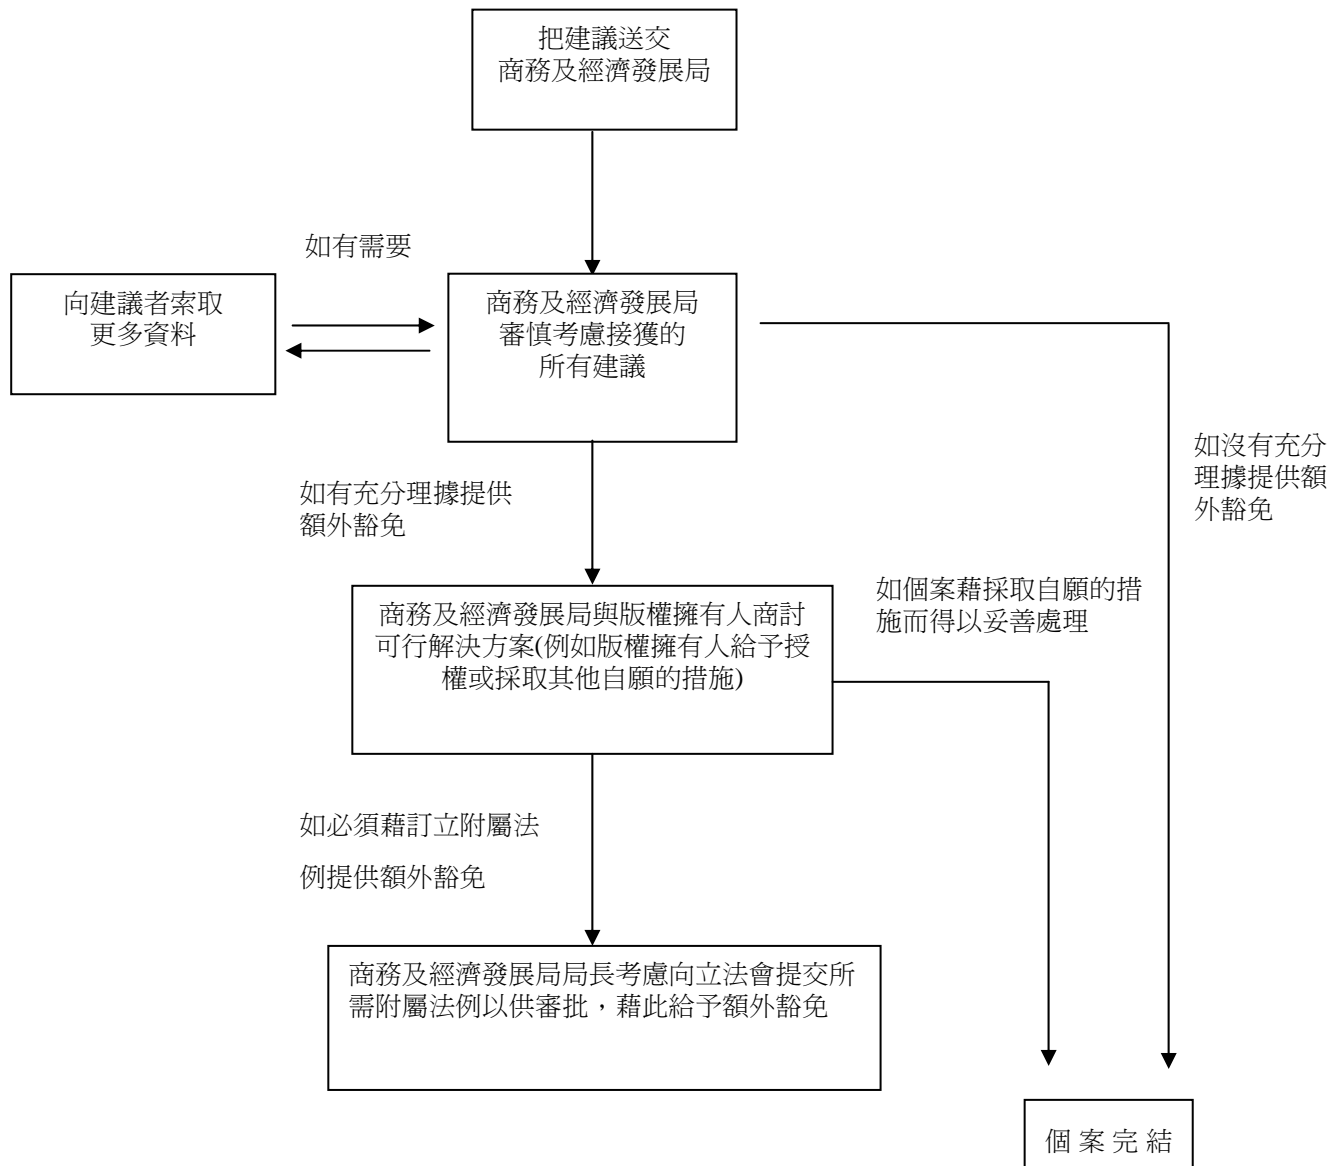 把建議送交
商務及經濟發展局
如有需要
向建議者索取
更多資料
商務及經濟發展局
審慎考慮接獲的
所有建議
如沒有充分
理據提供額
外豁免
如有充分理據提供
額外豁免
商務及經濟發展局與版權擁有人商討
可行解決方案(例如版權擁有人給予授
權或採取其他自願的措施)
如個案藉採取自願的措
施而得以妥善處理
如必須藉訂立附屬法
例提供額外豁免
商務及經濟發展局局長考慮向立法會提交所
需附屬法例以供審批，藉此給予額外豁免
個案完結